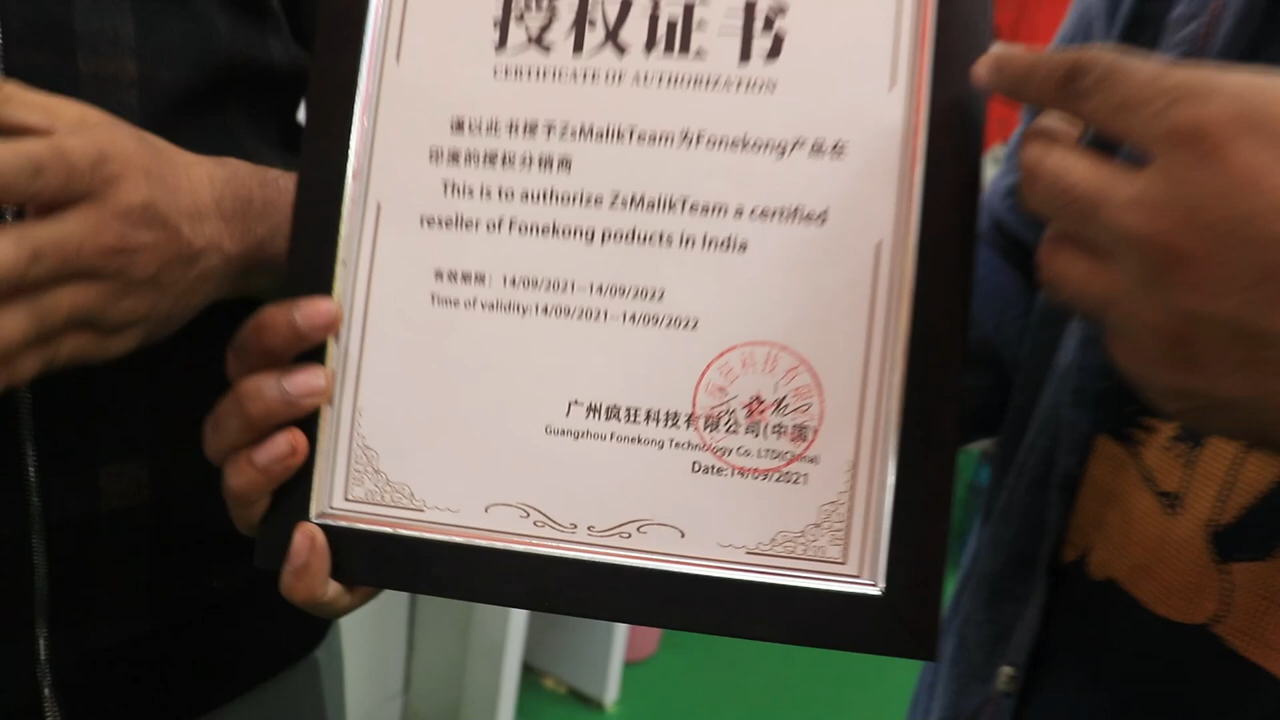 授权证书
CERTIFICATE OF AUTHORIZATION
谨以此书授予ZsMalikTeam为Fonekong产品在
印度的授权分销商
This is to authorize ZsMalikTeam a certified
reseller of Fonekong poducts in India
有效期限：14/09/2021--14/09/2022
Time of validity:14/09/2021--14/09/2022
广州疯狂科技有限公司(中国)
Guangzhou Fonekong Technology Co. LTD(China)
Date:14/09/2021